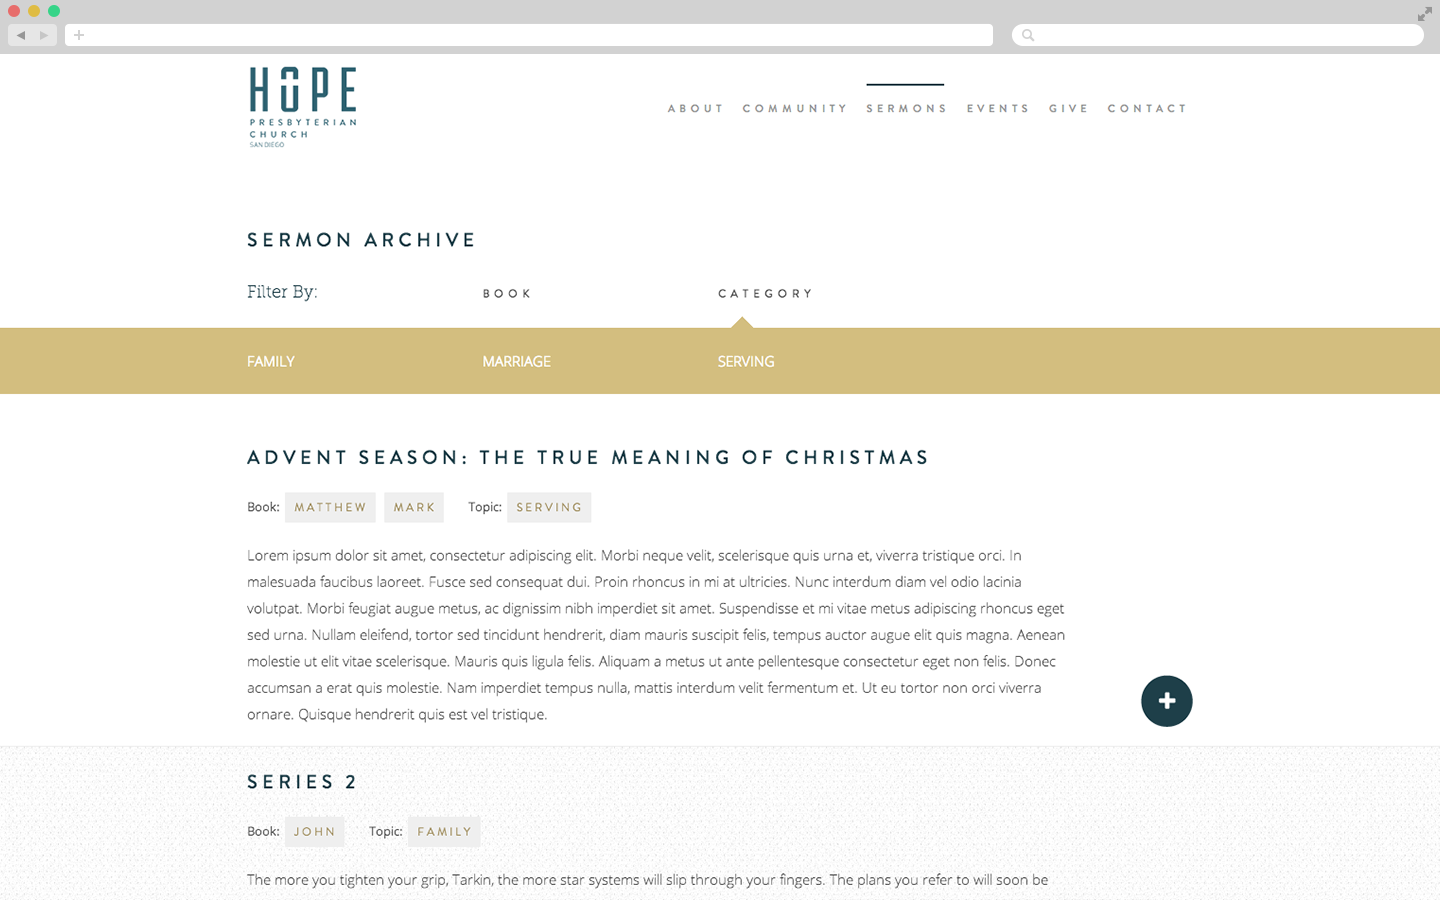 HOPE
PRESBYTERIAN
CHURCH
SAN DIEGO
ABOUT COMMUNITY SERMONS EVENTS GIVE CONTACT
SERMON ARCHIVE
Filter By: BOOK CATEGORY
FAMILY MARRIAGE SERVING
ADVENT SEASON: THE TRUE MEANING OF CHRISTMAS
Book: MATTHEW MARK Topic: SERVING
Lorem ipsum dolor sit amet, consectetur adipiscing elit. Morbi neque velit, scelerisque quis urna et, viverra tristique orci. In
malesuada faucibus laoreet. Fusce sed consequat dui. Proin rhoncus in mi at ultricies. Nunc interdum diam vel odio lacinia
volutpat. Morbi feugiat augue metus, ac dignissim nibh imperdiet sit amet. Suspendisse et mi vitae metus adipiscing rhoncus eget
sed urna. Nullam eleifend, tortor sed tincidunt hendrerit, diam mauris suscipit felis, tempus auctor augue elit quis magna. Aenean
molestie ut elit vitae scelerisque. Mauris quis ligula felis. Aliquam a metus ut ante pellentesque consectetur eget non felis. Donec
accumsan a erat quis molestie. Nam imperdiet tempus nulla, mattis interdum velit fermentum et. Ut eu tortor non orci viverra
ornare. Quisque hendrerit quis est vel tristique.
SERIES 2
Book: JOHN Topic: FAMILY
The more you tighten your grip, Tarkin, the more star systems will slip through your fingers. The plans you refer to will soon be